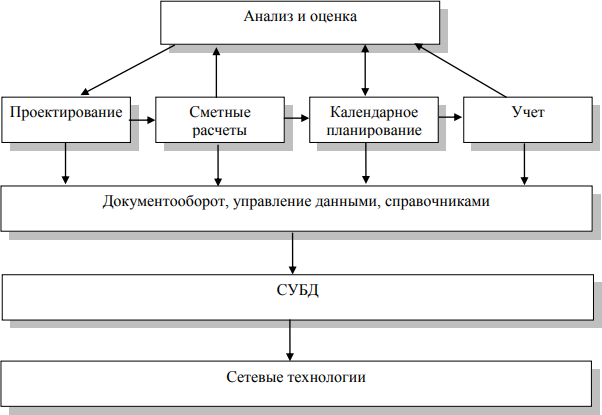 Анализ и оценка
Проектирование
Сметные
расчеты
Календарное
планирование
Учет
Документооборот, управление данными, справочниками
СУБД
Сетевые технологии